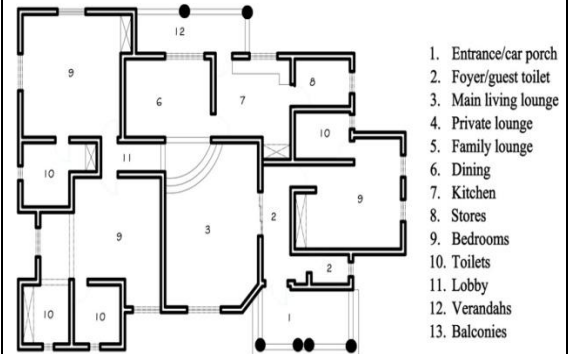 12
9
6
7
8
10
11
10
9
2
9
3
2
10
10
1
1. Entrance/car porch
2. Foyer/guest toilet
3. Main living lounge
4. Private lounge
5. Family lounge
6. Dining
7. Kitchen
8. Stores
9. Bedrooms
10. Toilets
11. Lobby
12. Verandahs
13. Balconies